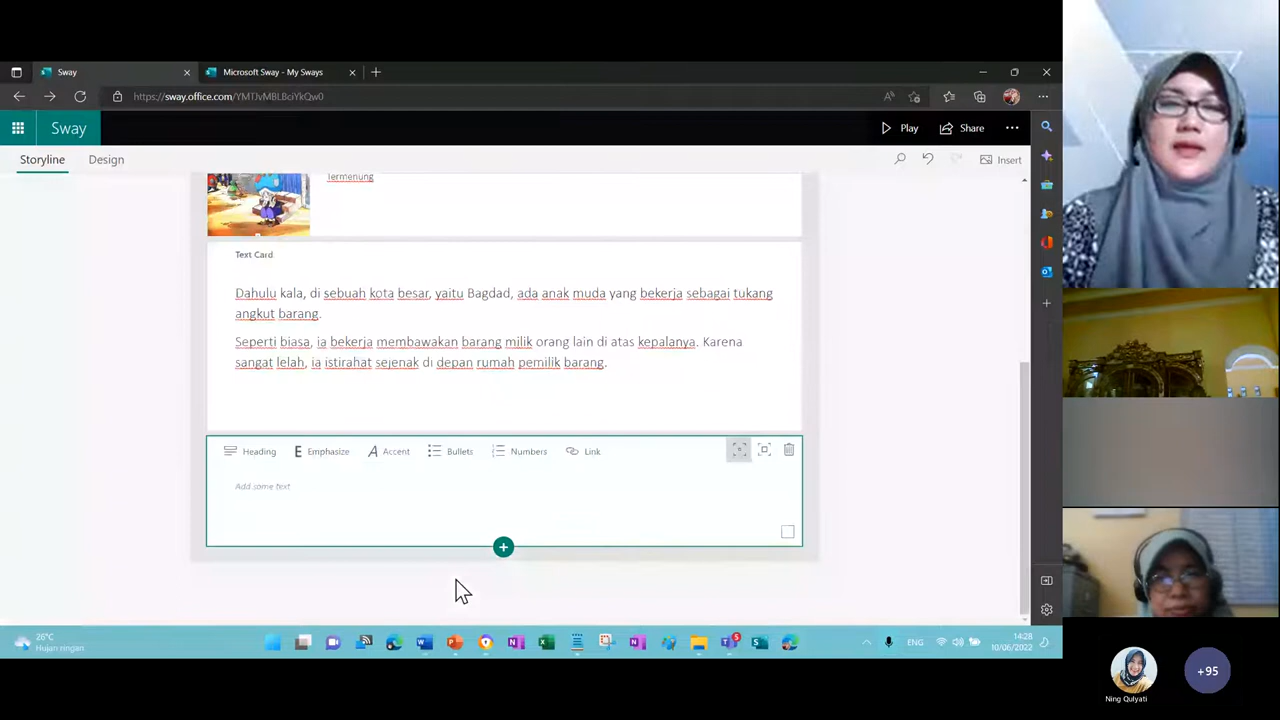 Sway
Microsoft Sway - My Sways
https://sway.office.com/YMTJvMBLBciYkQw0
Sway
Play
Share
Storyline
Design
Insert
Termenung
Text Card
Dahulu kala, di sebuah kota besar, yaitu Bagdad, ada anak muda yang bekerja sebagai tukang
angkut barang.
Seperti biasa, ia bekerja membawakan barang milik orang lain di atas kepalanya. Karena
sangat lelah, ia istirahat sejenak di depan rumah pemilik barang.
Heading
E Emphasize
A Accent
Bullets
Numbers
Link
Add some text
26°C
Hujan ringan
5
ENG
14:28
10/06/2022
Ning Qulyati
+95